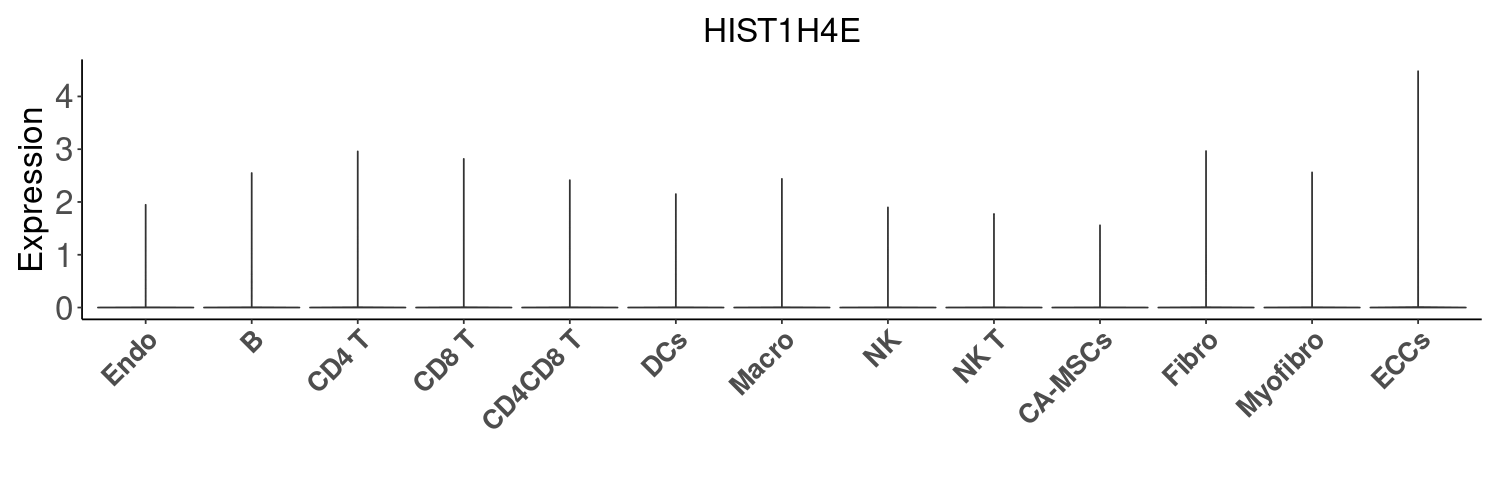 HIST1H4E
Expression
4
3
2
1
0
Endo
B
CD4 T
CD8 T
CD4CD8 T
DCs
Macro
NK
NK T
CA-MSCs
Fibro
Myofibro
ECCs